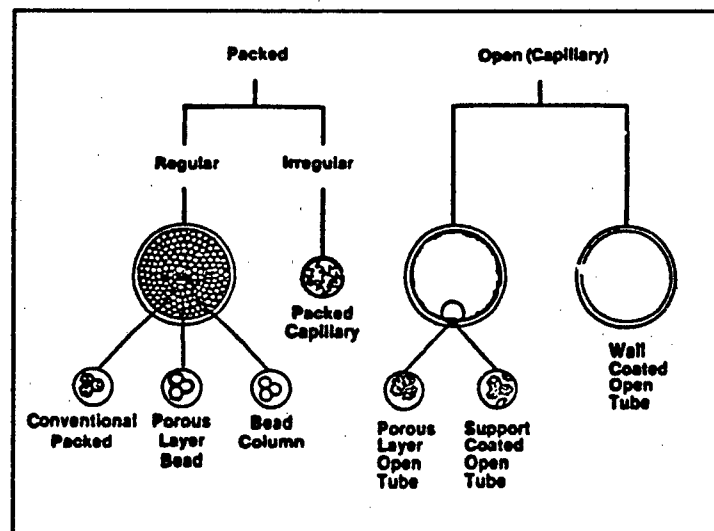 Packed
Open (Capillary)
Regular
Irregular
Packed
Capillary
Conventional
Packed
Porous
Layer
Bead
Bead
Column
Porous
Layer
Open
Tube
Support
Coated
Open
Tube
Wall
Coated
Open
Tube